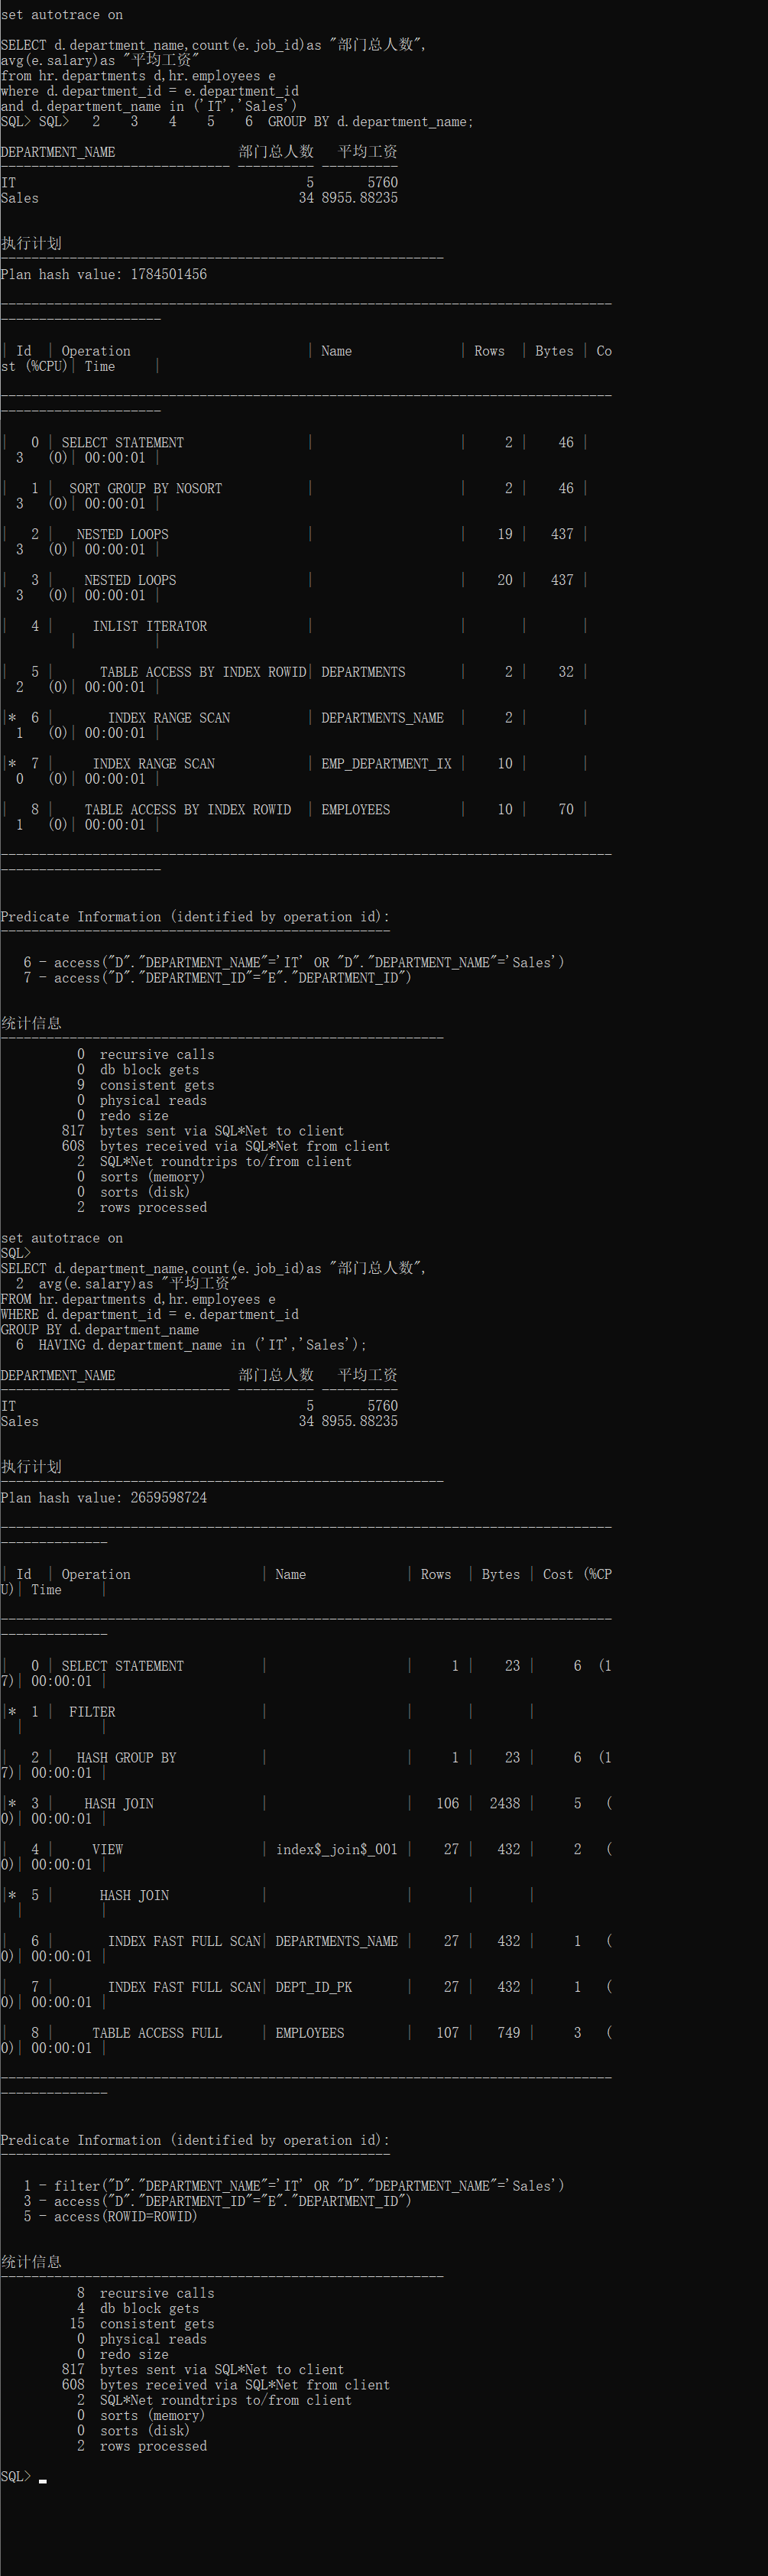 set autotrace on
SELECT d.department_name,count(e.job_id)as "部门总人数",
avg(e.salary)as "平均工资"
from hr.departments d,hr.employees e
where d.department_id = e.department_id
and d.department_name in ('IT','Sales')
SQL> SQL>   2    3    4    5    6  GROUP BY d.department_name;
DEPARTMENT_NAME                部门总人数   平均工资
------------------------------ ---------- ----------
IT                                      5       5760
Sales                                  34 8955.88235
执行计划
----------------------------------------------------------
Plan hash value: 1784501456
--------------------------------------------------------------------------------
---------------------
| Id  | Operation                       | Name              | Rows  | Bytes | Co
st (%CPU)| Time     |
--------------------------------------------------------------------------------
---------------------
|   0 | SELECT STATEMENT                |                   |     2 |    46 |
  3   (0)| 00:00:01 |
|   1 |  SORT GROUP BY NOSORT           |                   |     2 |    46 |
  3   (0)| 00:00:01 |
|   2 |   NESTED LOOPS                  |                   |    19 |   437 |
  3   (0)| 00:00:01 |
|   3 |    NESTED LOOPS                 |                   |    20 |   437 |
  3   (0)| 00:00:01 |
|   4 |     INLIST ITERATOR             |                   |       |       |
         |          |
|   5 |      TABLE ACCESS BY INDEX ROWID| DEPARTMENTS       |     2 |    32 |
  2   (0)| 00:00:01 |
|*  6 |       INDEX RANGE SCAN          | DEPARTMENTS_NAME  |     2 |       |
  1   (0)| 00:00:01 |
|*  7 |     INDEX RANGE SCAN            | EMP_DEPARTMENT_IX |    10 |       |
  0   (0)| 00:00:01 |
|   8 |    TABLE ACCESS BY INDEX ROWID  | EMPLOYEES         |    10 |    70 |
  1   (0)| 00:00:01 |
--------------------------------------------------------------------------------
---------------------
Predicate Information (identified by operation id):
---------------------------------------------------
   6 - access("D"."DEPARTMENT_NAME"='IT' OR "D"."DEPARTMENT_NAME"='Sales')
   7 - access("D"."DEPARTMENT_ID"="E"."DEPARTMENT_ID")
统计信息
----------------------------------------------------------
          0  recursive calls
          0  db block gets
          9  consistent gets
          0  physical reads
          0  redo size
        817  bytes sent via SQL*Net to client
        608  bytes received via SQL*Net from client
          2  SQL*Net roundtrips to/from client
          0  sorts (memory)
          0  sorts (disk)
          2  rows processed
set autotrace on
SQL>
SELECT d.department_name,count(e.job_id)as "部门总人数",
  2  avg(e.salary)as "平均工资"
FROM hr.departments d,hr.employees e
WHERE d.department_id = e.department_id
GROUP BY d.department_name
  6  HAVING d.department_name in ('IT','Sales');
DEPARTMENT_NAME                部门总人数   平均工资
------------------------------ ---------- ----------
IT                                      5       5760
Sales                                  34 8955.88235
执行计划
----------------------------------------------------------
Plan hash value: 2659598724
--------------------------------------------------------------------------------
--------------
| Id  | Operation                 | Name             | Rows  | Bytes | Cost (%CP
U)| Time     |
--------------------------------------------------------------------------------
--------------
|   0 | SELECT STATEMENT          |                  |     1 |    23 |     6  (1
7)| 00:00:01 |
|*  1 |  FILTER                   |                  |       |       |
  |          |
|   2 |   HASH GROUP BY           |                  |     1 |    23 |     6  (1
7)| 00:00:01 |
|*  3 |    HASH JOIN              |                  |   106 |  2438 |     5   (
0)| 00:00:01 |
|   4 |     VIEW                  | index$_join$_001 |    27 |   432 |     2   (
0)| 00:00:01 |
|*  5 |      HASH JOIN            |                  |       |       |
  |          |
|   6 |       INDEX FAST FULL SCAN| DEPARTMENTS_NAME |    27 |   432 |     1   (
0)| 00:00:01 |
|   7 |       INDEX FAST FULL SCAN| DEPT_ID_PK       |    27 |   432 |     1   (
0)| 00:00:01 |
|   8 |     TABLE ACCESS FULL     | EMPLOYEES        |   107 |   749 |     3   (
0)| 00:00:01 |
--------------------------------------------------------------------------------
--------------
Predicate Information (identified by operation id):
---------------------------------------------------
   1 - filter("D"."DEPARTMENT_NAME"='IT' OR "D"."DEPARTMENT_NAME"='Sales')
   3 - access("D"."DEPARTMENT_ID"="E"."DEPARTMENT_ID")
   5 - access(ROWID=ROWID)
统计信息
----------------------------------------------------------
          8  recursive calls
          4  db block gets
         15  consistent gets
          0  physical reads
          0  redo size
        817  bytes sent via SQL*Net to client
        608  bytes received via SQL*Net from client
          2  SQL*Net roundtrips to/from client
          0  sorts (memory)
          0  sorts (disk)
          2  rows processed
SQL>